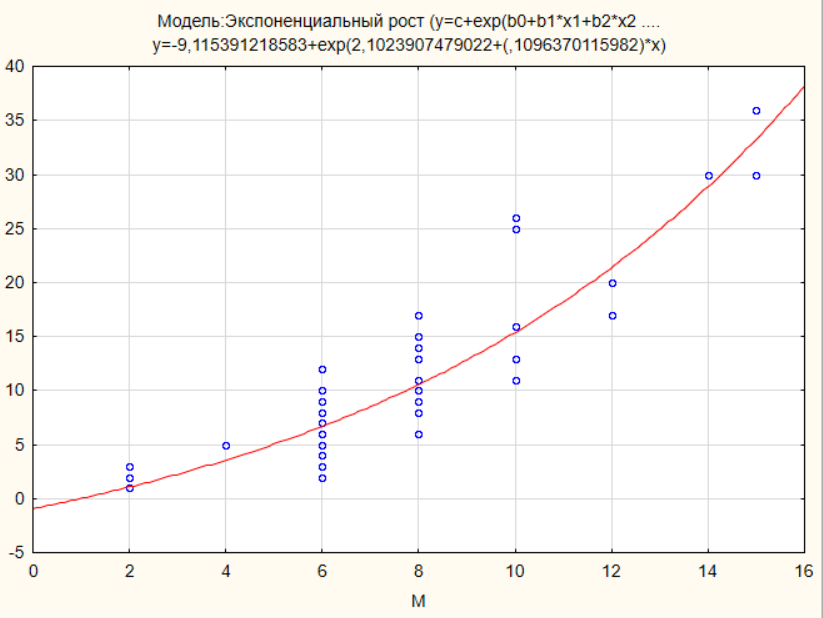 Модель:Экспоненциальный рост (y=c+exp(b0+b1*x1+b2*x2 ....
y=-9,115391218583+exp(2,1023907479022+(,1096370115982)*x)
40
35
30
25
20
15
10
5
0
-5
0 2 4 6 8 10 12 14 16
M